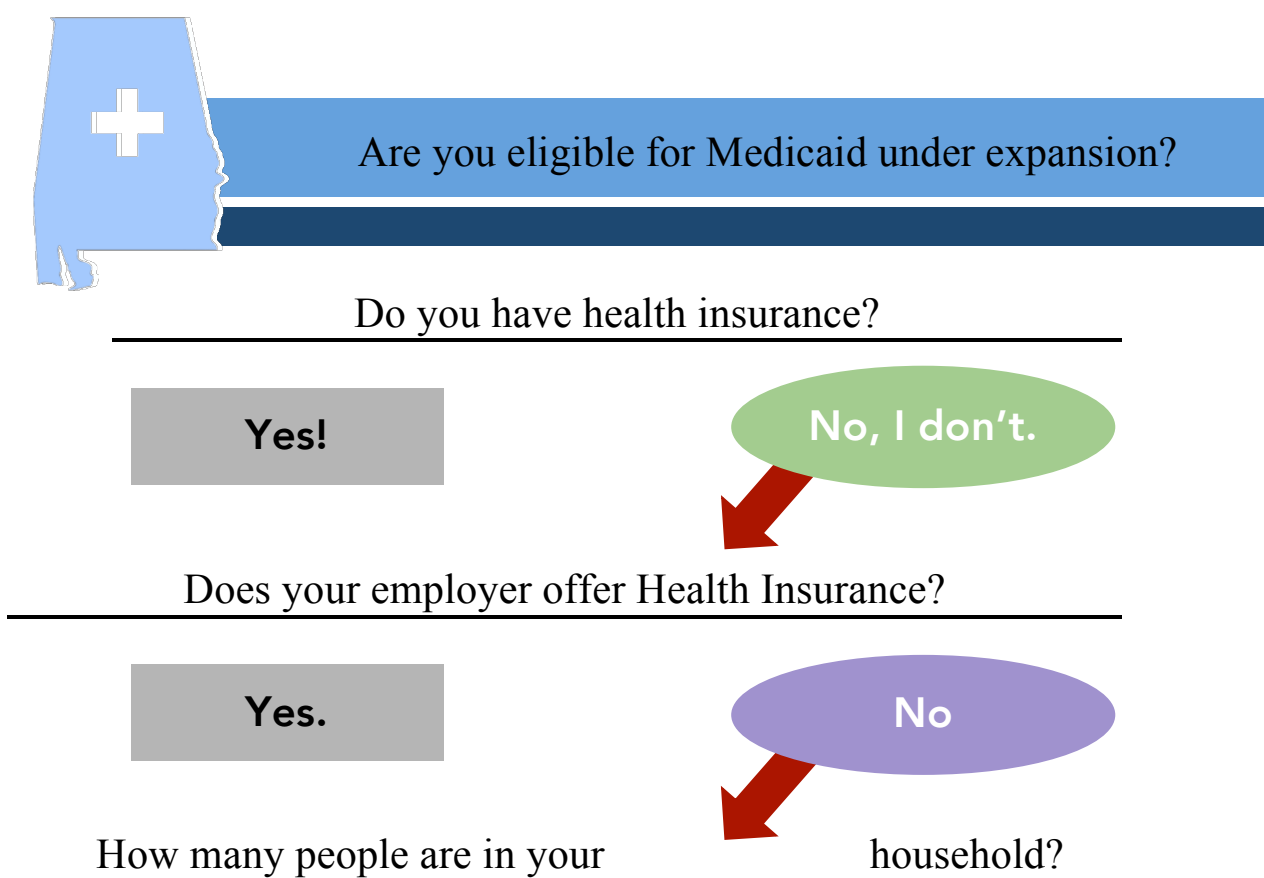 Are you eligible for Medicaid under expansion?
Do you have health insurance?
Yes!
No, I don’t.
Does your employer offer Health Insurance?
Yes.
No
How many people are in your household?